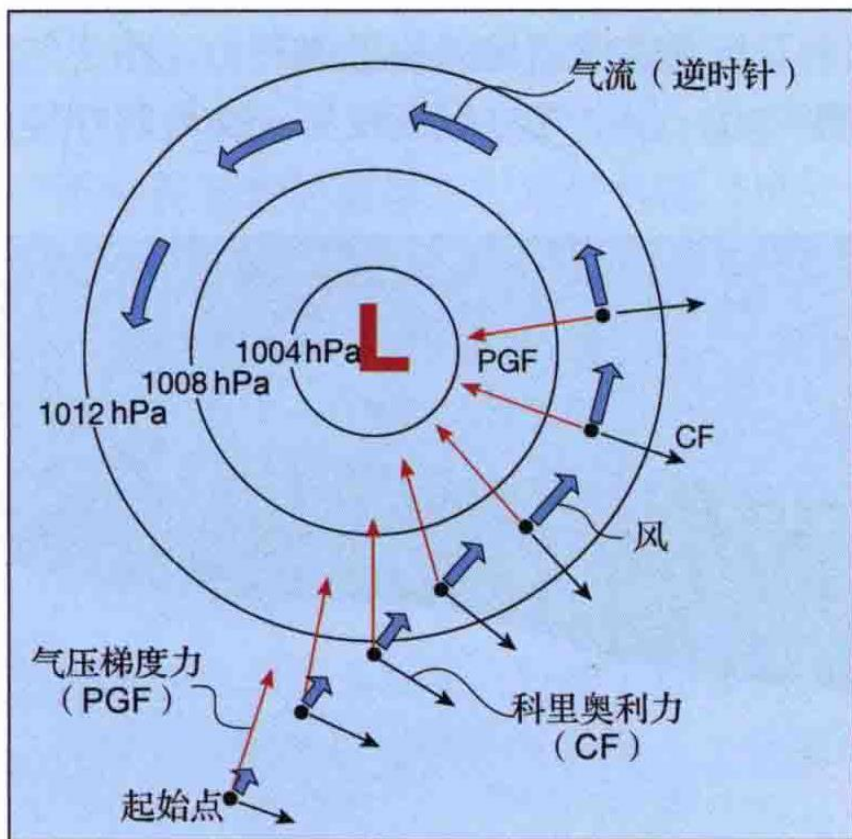 气流（逆时针）
L
1004 hPa
1008 hPa
1012 hPa
PGF
CF
风
气压梯度力
（PGF）
科里奥利力
（CF）
起始点